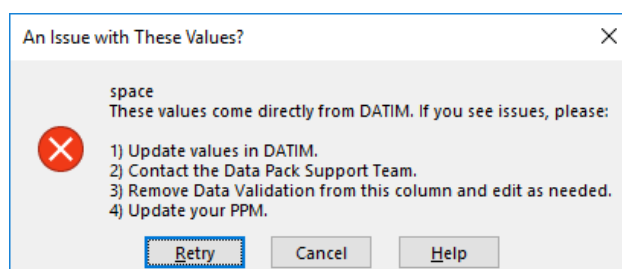 An Issue with These Values?
space
These values come directly from DATIM. If you see issues, please:
1) Update values in DATIM.
2) Contact the Data Pack Support Team.
3) Remove Data Validation from this column and edit as needed.
4) Update your PPM.
Retry Cancel Help